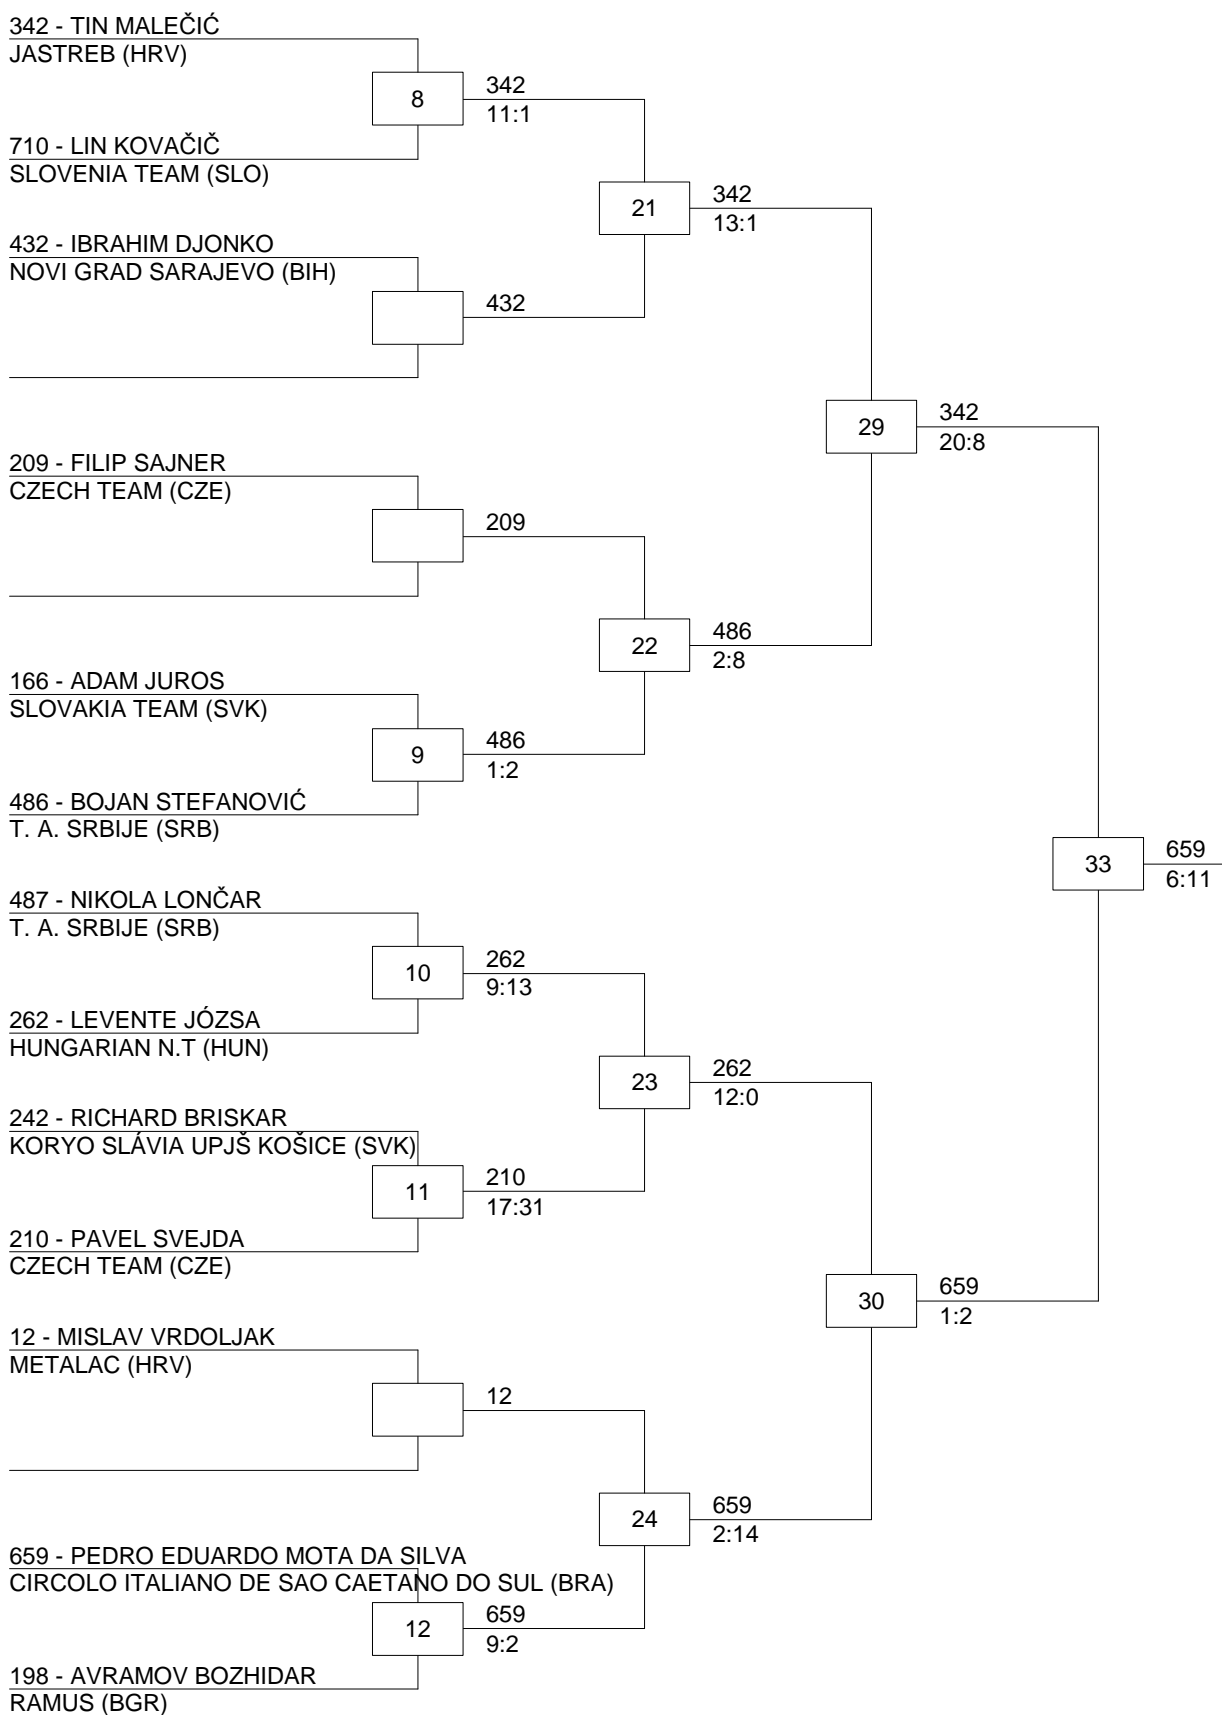 342 - TIN MALEČIĆ
JASTREB (HRV)
8
342
11:1
710 - LIN KOVAČIČ
SLOVENIA TEAM (SLO)
21
342
13:1
432 - IBRAHIM DJONKO
NOVI GRAD SARAJEVO (BIH)
432
29
342
20:8
209 - FILIP SAJNER
CZECH TEAM (CZE)
209
22
486
2:8
166 - ADAM JUROS
SLOVAKIA TEAM (SVK)
9
486
1:2
486 - BOJAN STEFANOVIĆ
T. A. SRBIJE (SRB)
33
659
6:11
487 - NIKOLA LONČAR
T. A. SRBIJE (SRB)
10
262
9:13
262 - LEVENTE JÓZSA
HUNGARIAN N.T (HUN)
23
262
12:0
242 - RICHARD BRISKAR
KORYO SLÁVIA UPJŠ KOŠICE (SVK)
11
210
17:31
210 - PAVEL SVEJDA
CZECH TEAM (CZE)
30
659
1:2
12 - MISLAV VRDOLJAK
METALAC (HRV)
12
24
659
2:14
659 - PEDRO EDUARDO MOTA DA SILVA
CIRCOLO ITALIANO DE SAO CAETANO DO SUL (BRA)
12
659
9:2
198 - AVRAMOV BOZHIDAR
RAMUS (BGR)